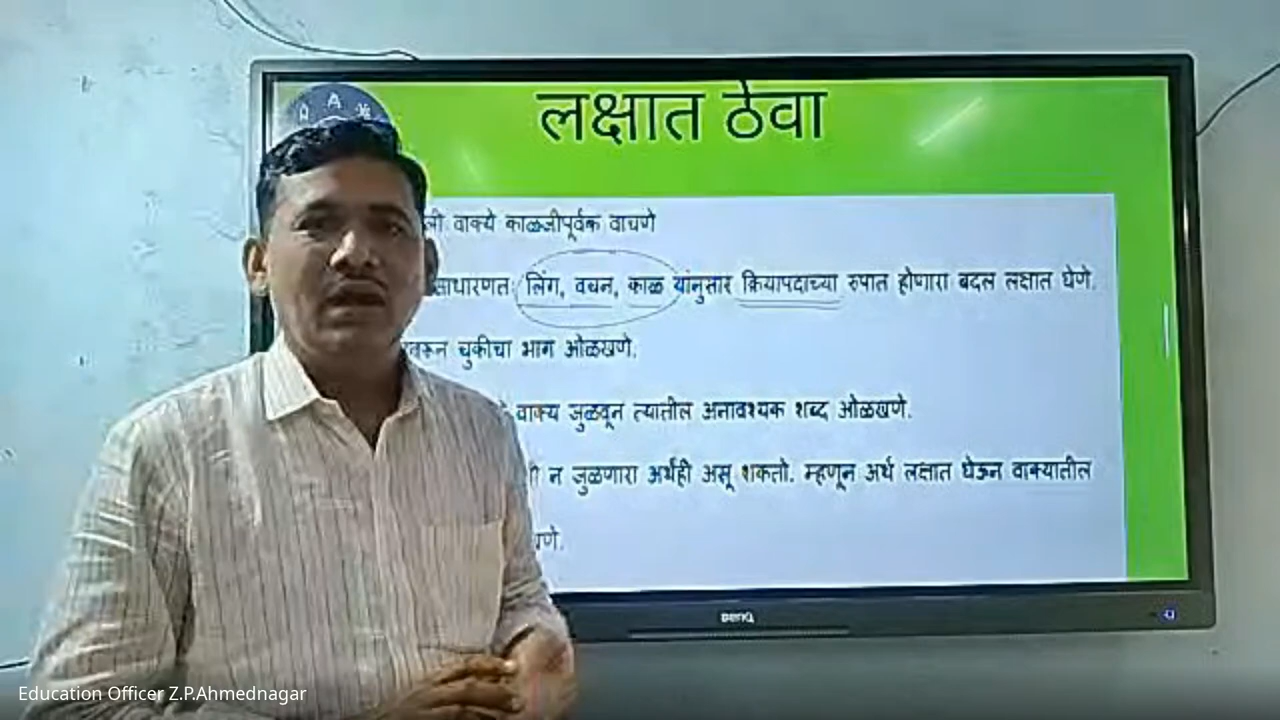 लक्षात ठेवा
वाक्ये काळजीपूर्वक वाचणे
साधारणतः लिंग, वचन, काळ यांनुसार क्रियापदाच्या रुपात होणारा बदल लक्षात घेणे.
चुकीचा भाग ओळखणे.
वाक्य जुळवून त्यातील अनावश्यक शब्द ओळखणे.
न जुळणारा अर्थही असू शकतो. म्हणून अर्थ लक्षात घेऊन वाक्यातील
BenQ
Education Officer Z.P.Ahmednagar